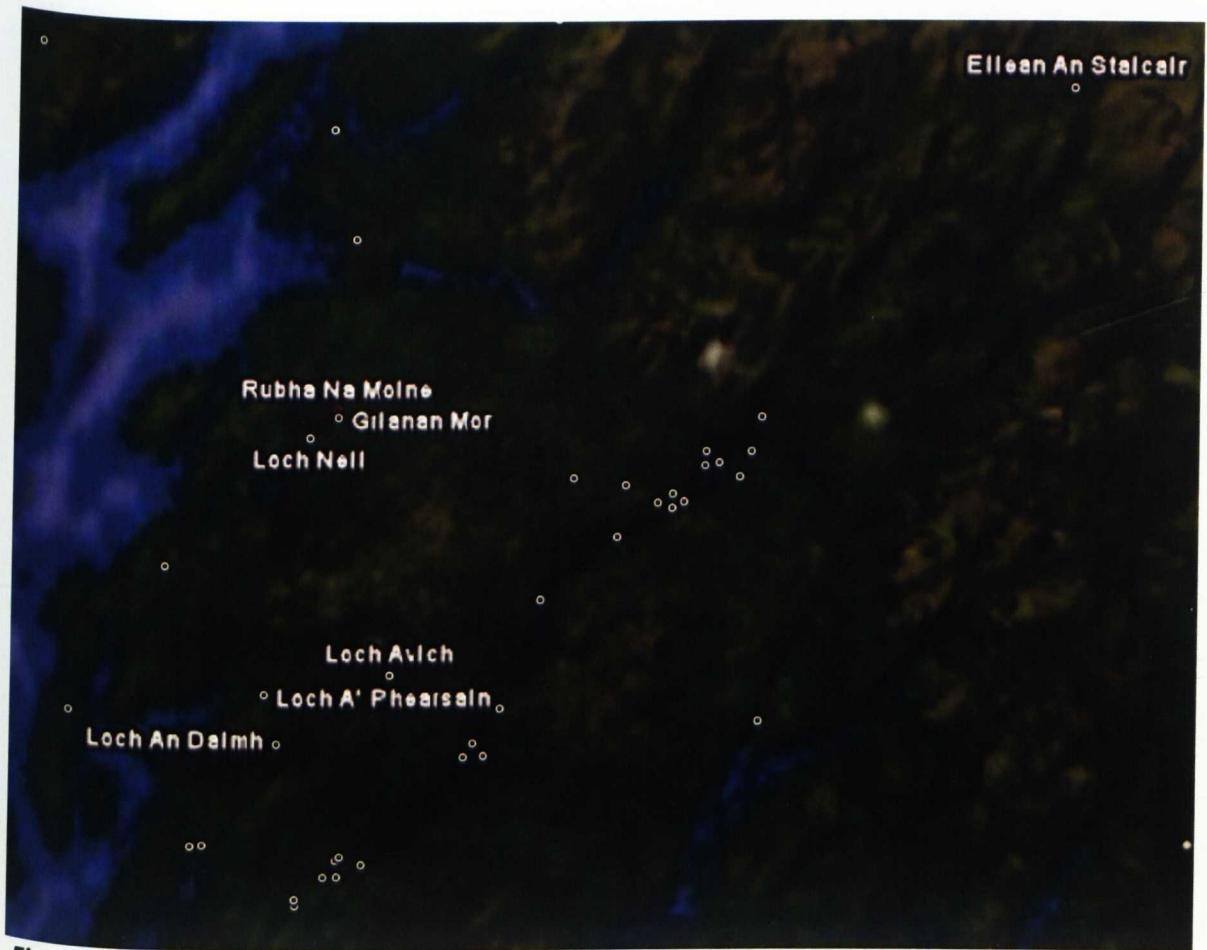 Eilean An Stalcair
Rubha Na Moine
Gilanan Mor
Loch Nell
Loch Avich
Loch A' Phearsain
Loch An Daimh